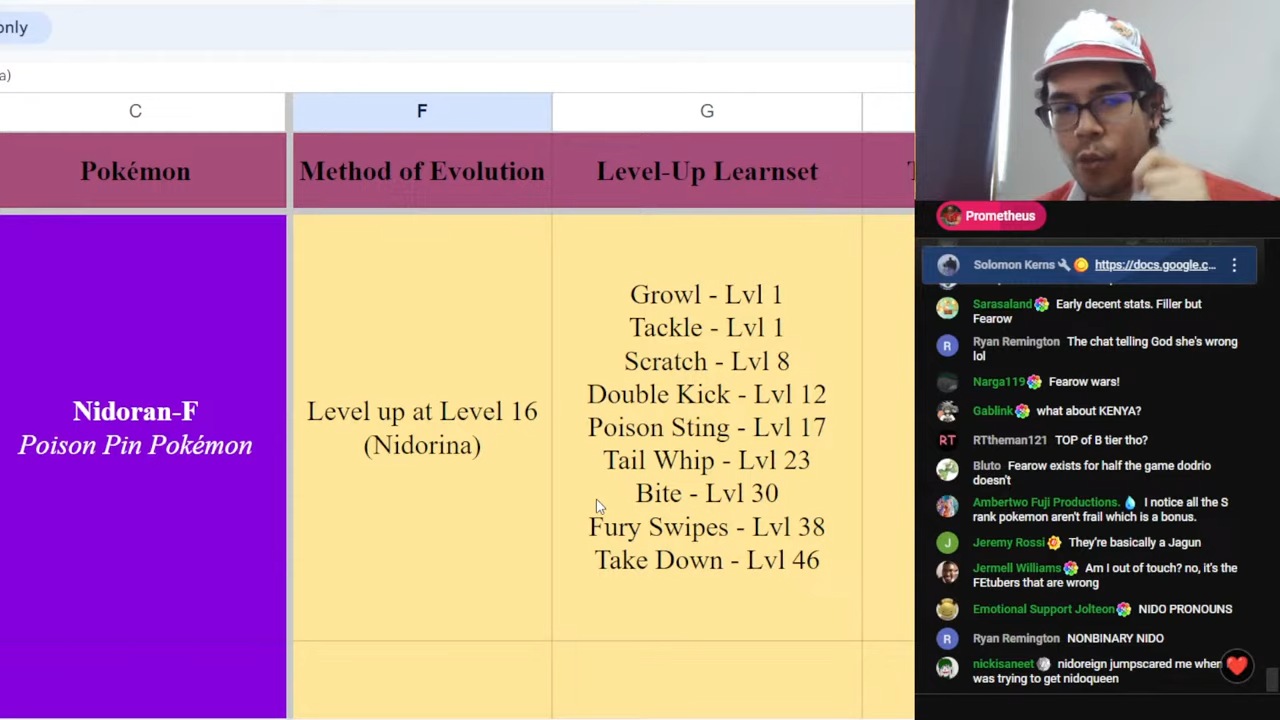 only
a)
C
F
G
Pokémon
Method of Evolution
Level-Up Learnset
Nidoran-F
Poison Pin Pokémon
Level up at Level 16
(Nidorina)
Growl - Lvl 1
Tackle - Lvl 1
Scratch - Lvl 8
Double Kick - Lvl 12
Poison Sting - Lvl 17
Tail Whip - Lvl 23
Bite - Lvl 30
Fury Swipes - Lvl 38
Take Down - Lvl 46
Prometheus
Solomon Kerns https://docs.google.c...
Sarasaland Early decent stats. Filler but
Fearow
R
Ryan Remington The chat telling God she's wrong
lol
Narga119 Fearow wars!
Gablink what about KENYA?
RT
RTtheman121 TOP of B tier tho?
Bluto Fearow exists for half the game dodrio
doesn't
Ambertwo Fuji Productions. I notice all the S
rank pokemon aren't frail which is a bonus.
J
Jeremy Rossi They're basically a Jagun
Jermell Williams Am I out of touch? no, it's the
FEtubers that are wrong
Emotional Support Jolteon NIDO PRONOUNS
R
Ryan Remington NONBINARY NIDO
nickisaneet nidoreign jumpscared me when
was trying to get nidoqueen